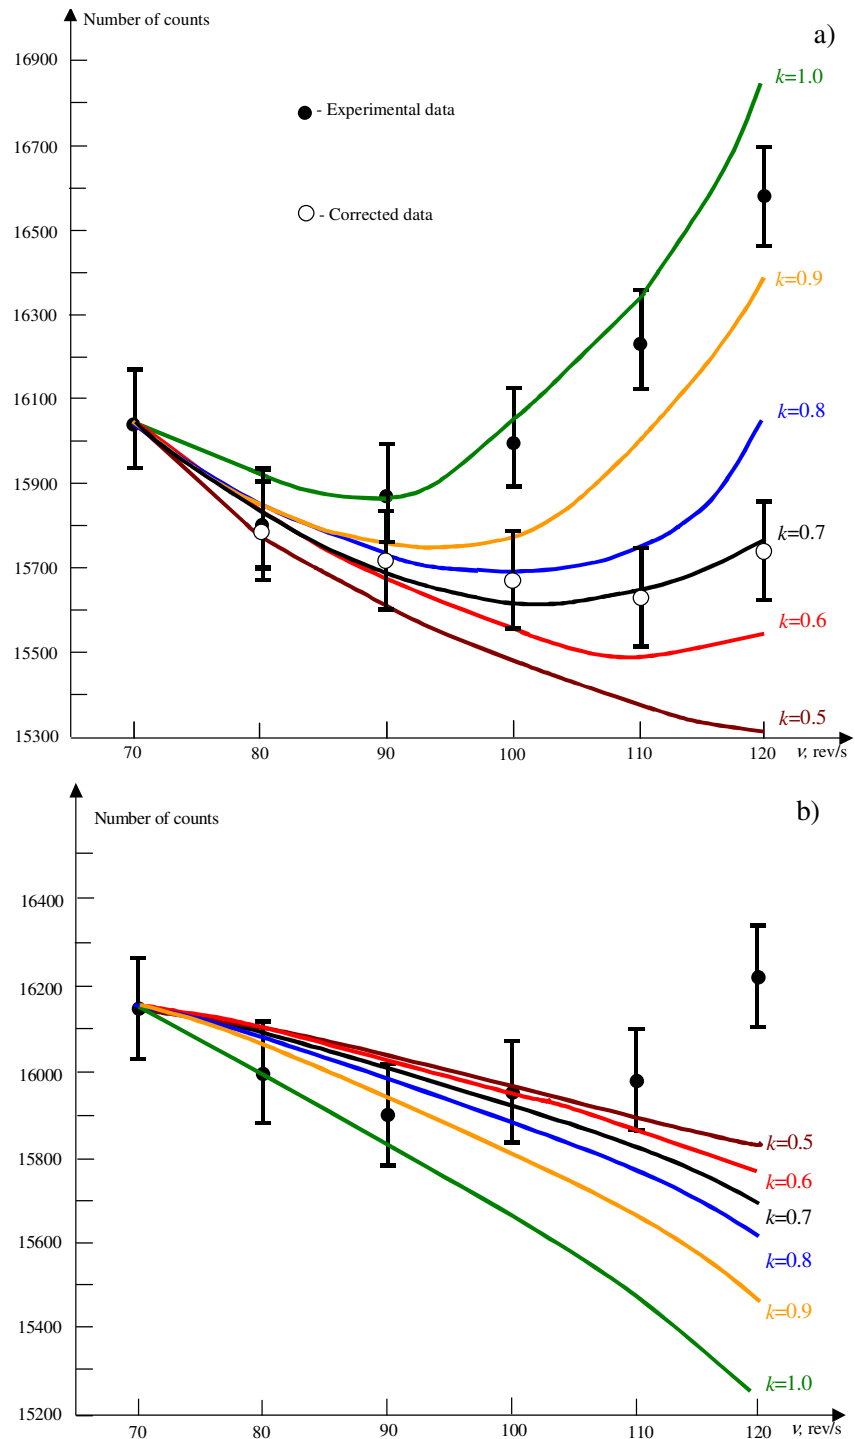 Number of counts
a)
16900
k=1.0
- Experimental data
16700
- Corrected data
16500
k=0.9
16300
16100
k=0.8
15900
k=0.7
15700
k=0.6
15500
k=0.5
15300
70 80 90 100 110 120
ν, rev/s
b)
Number of counts
16400
16200
16000
15800
k=0.5
k=0.6
k=0.7
15600
k=0.8
k=0.9
15400
k=1.0
15200
70 80 90 100 110 120
ν, rev/s